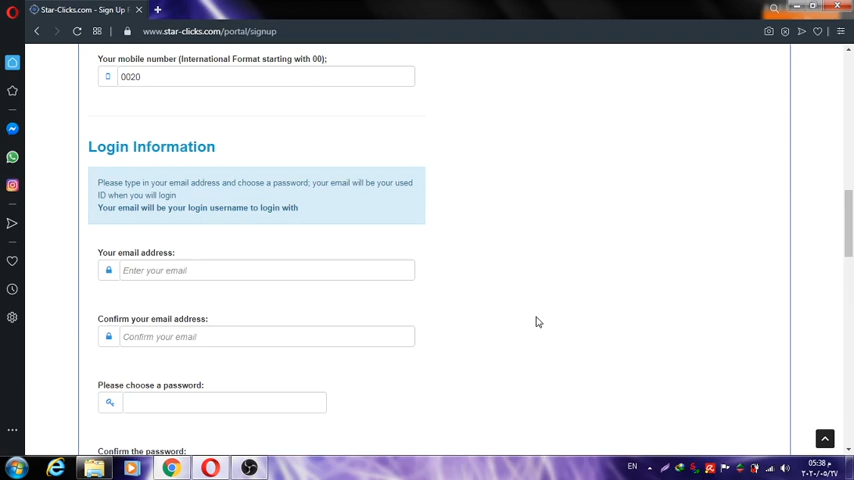 Star-Clicks.com - Sign Up F
www.star-clicks.com/portal/signup
Your mobile number (International Format starting with 00);
0020
Login Information
Please type in your email address and choose a password; your email will be your used
ID when you will login
Your email will be your login username to login with
Your email address:
Enter your email
Confirm your email address:
Confirm your email
Please choose a password:
Confirm the password:
EN
05:38 م
٢٠٢٠/٠٥/٢٧